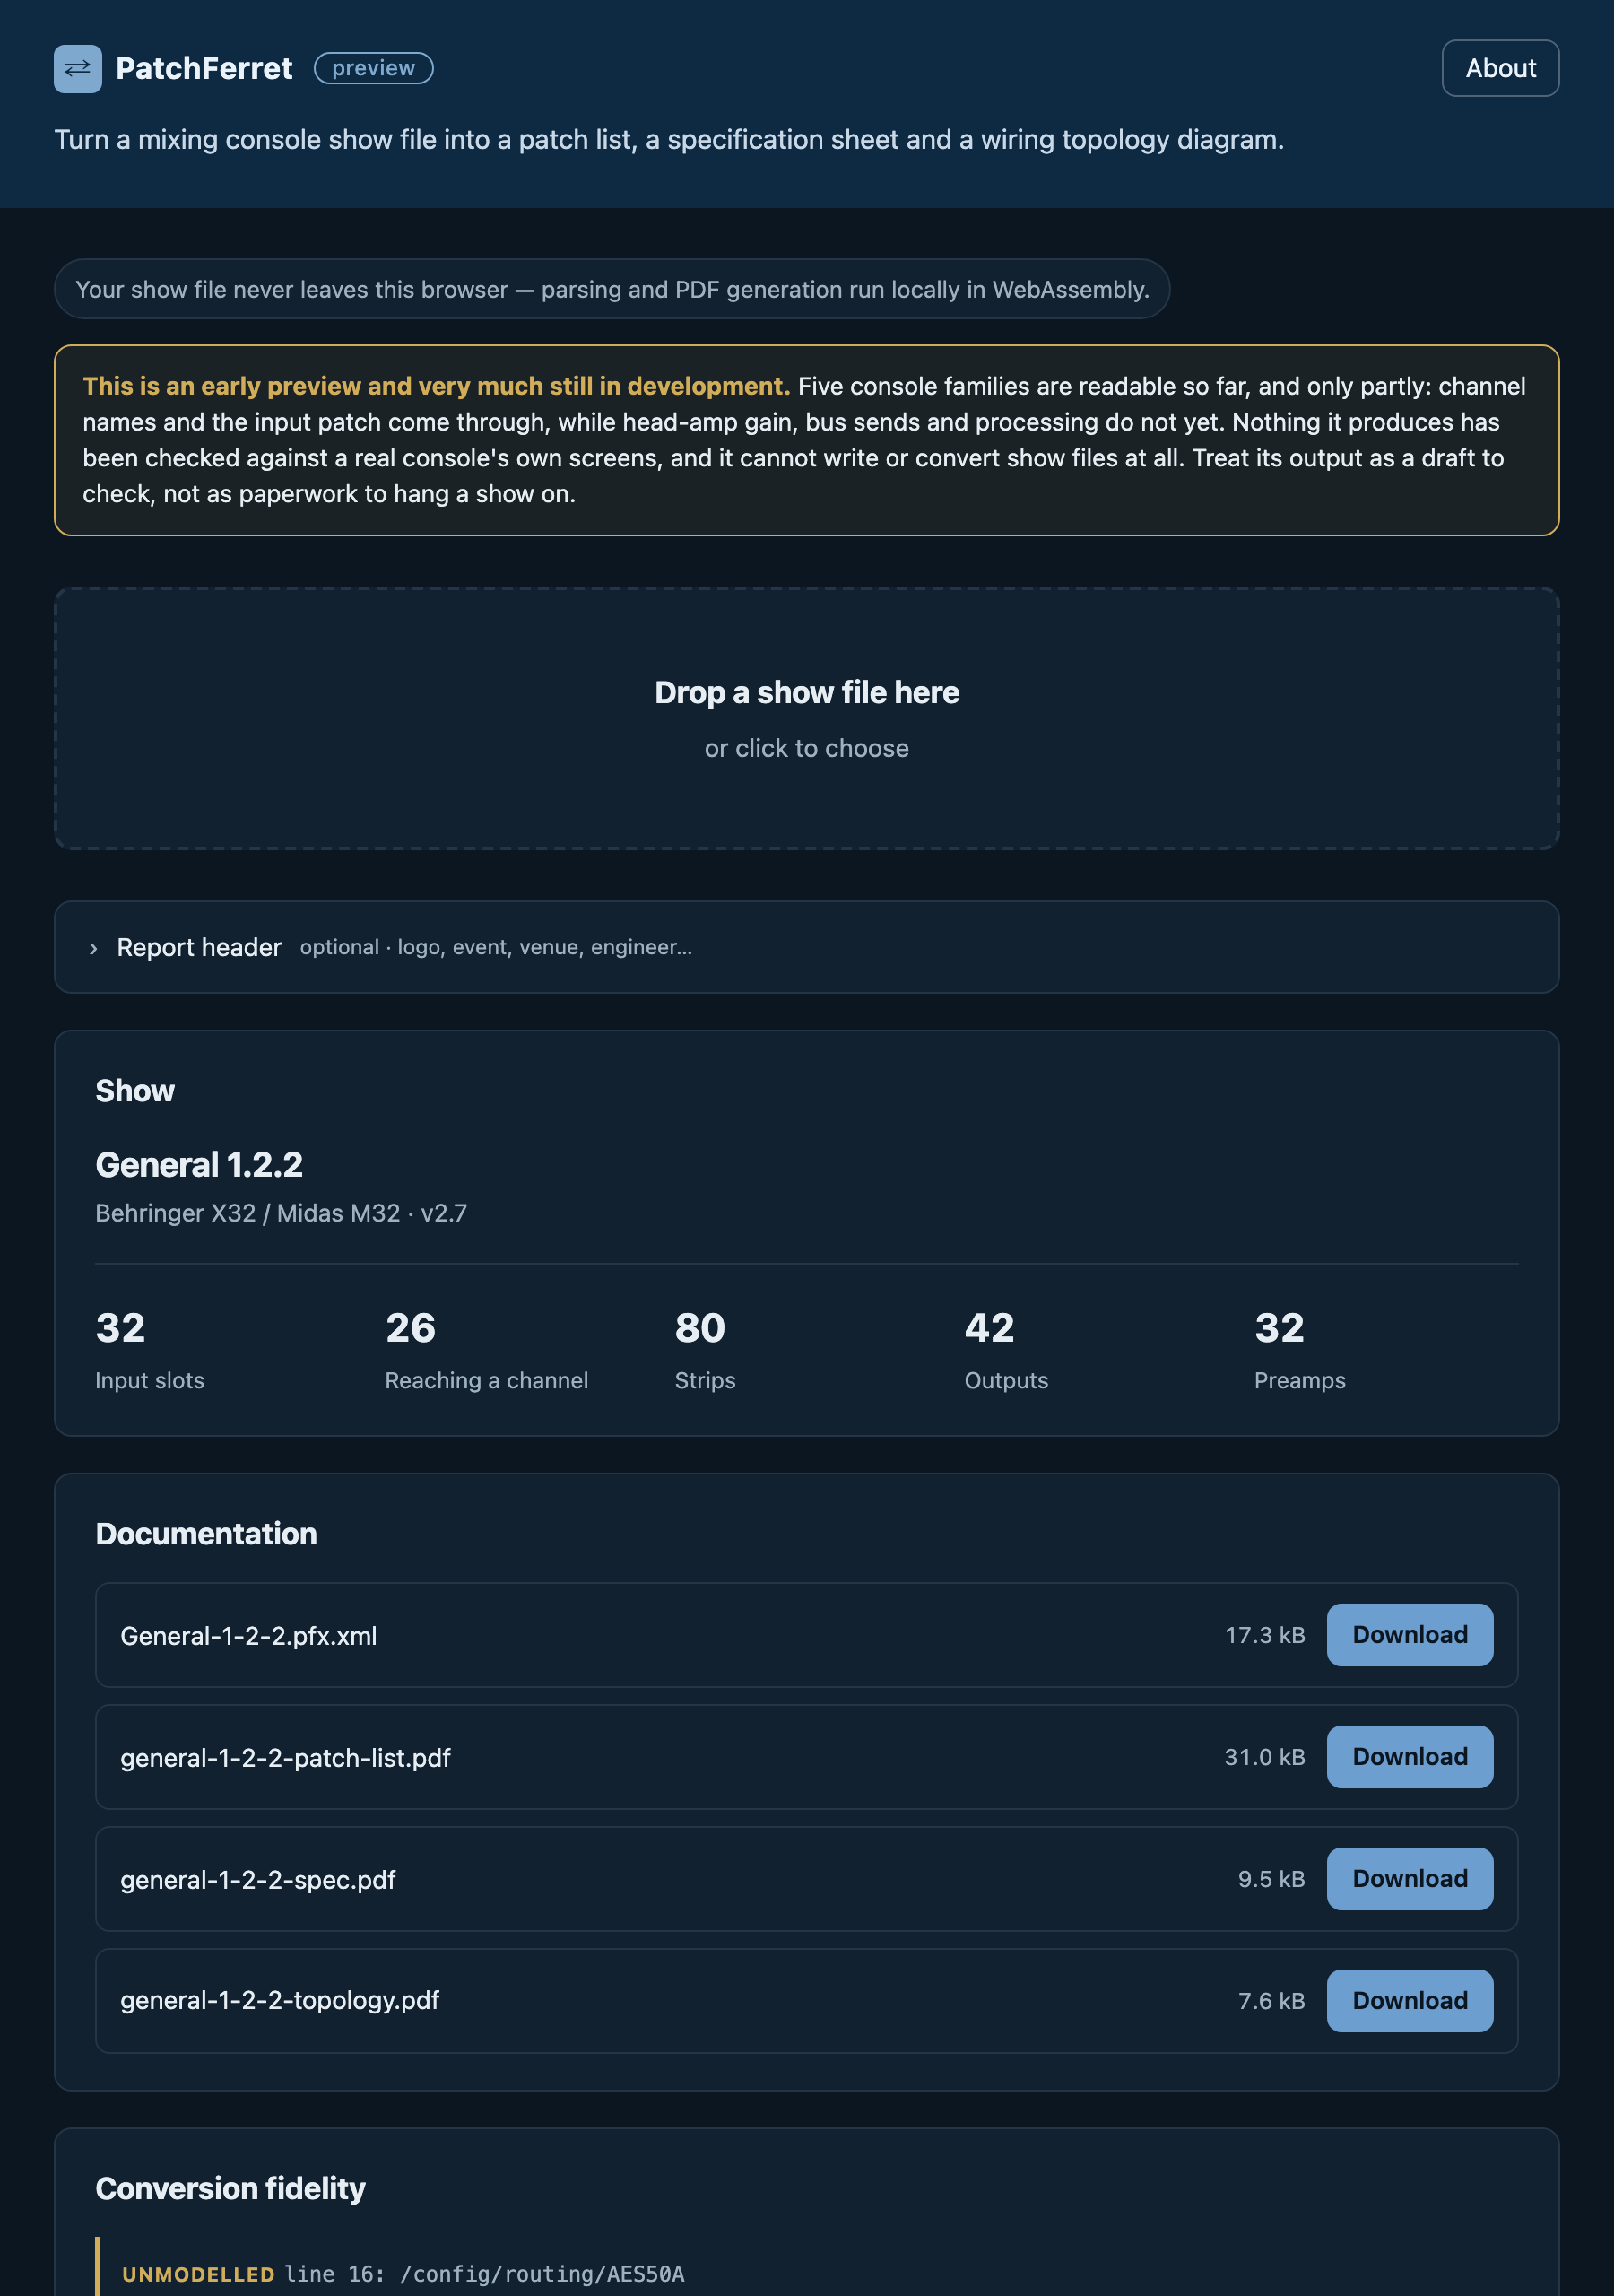 ⇄ PatchFerret preview About
Turn a mixing console show file into a patch list, a specification sheet and a wiring topology diagram.
Your show file never leaves this browser — parsing and PDF generation run locally in WebAssembly.
This is an early preview and very much still in development. Five console families are readable so far, and only partly: channel
names and the input patch come through, while head-amp gain, bus sends and processing do not yet. Nothing it produces has
been checked against a real console's own screens, and it cannot write or convert show files at all. Treat its output as a draft to
check, not as paperwork to hang a show on.
Drop a show file here
or click to choose
› Report header optional · logo, event, venue, engineer…
Show
General 1.2.2
Behringer X32 / Midas M32 · v2.7
32 26 80 42 32
Input slots Reaching a channel Strips Outputs Preamps
Documentation
General-1-2-2.pfx.xml 17.3 kB Download
general-1-2-2-patch-list.pdf 31.0 kB Download
general-1-2-2-spec.pdf 9.5 kB Download
general-1-2-2-topology.pdf 7.6 kB Download
Conversion fidelity
UNMODELLED line 16: /config/routing/AES50A